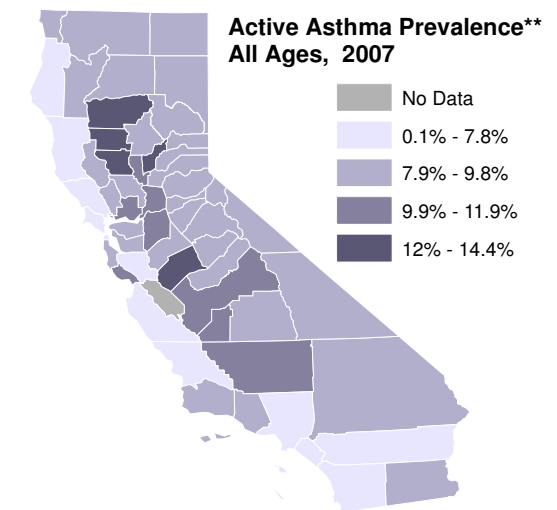 Active Asthma Prevalence**
All Ages, 2007
No Data
0.1% - 7.8%
7.9% - 9.8%
9.9% - 11.9%
12% - 14.4%